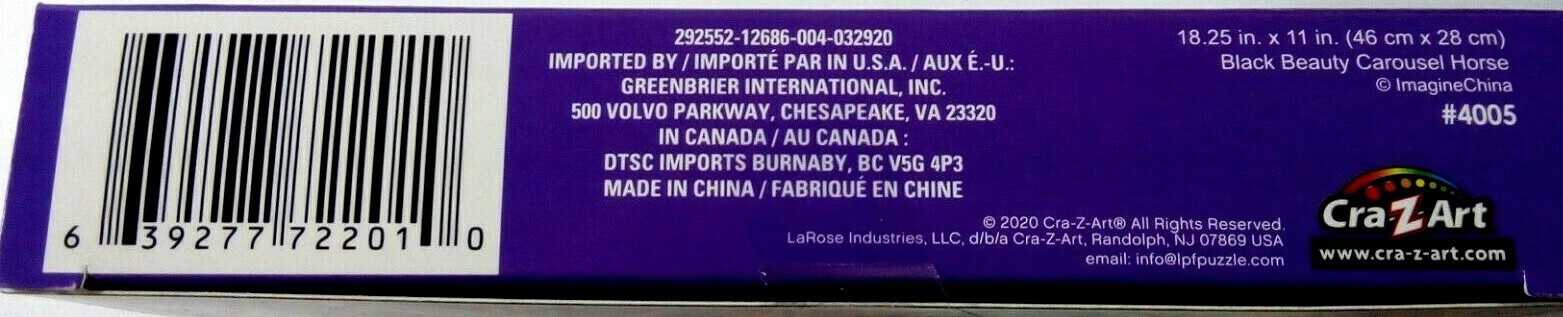 6 39277 72201 0
292552-12686-004-032920
IMPORTED BY / IMPORTÉ PAR IN U.S.A. / AUX É.-U.:
GREENBRIER INTERNATIONAL, INC.
500 VOLVO PARKWAY, CHESAPEAKE, VA 23320
IN CANADA / AU CANADA :
DTSC IMPORTS BURNABY, BC V5G 4P3
MADE IN CHINA / FABRIQUÉ EN CHINE
18.25 in. x 11 in. (46 cm x 28 cm)
Black Beauty Carousel Horse
© ImagineChina
#4005
© 2020 Cra-Z-Art® All Rights Reserved.
LaRose Industries, LLC, d/b/a Cra-Z-Art, Randolph, NJ 07869 USA
email: info@lpfpuzzle.com
Cra-Z-Art
www.cra-z-art.com